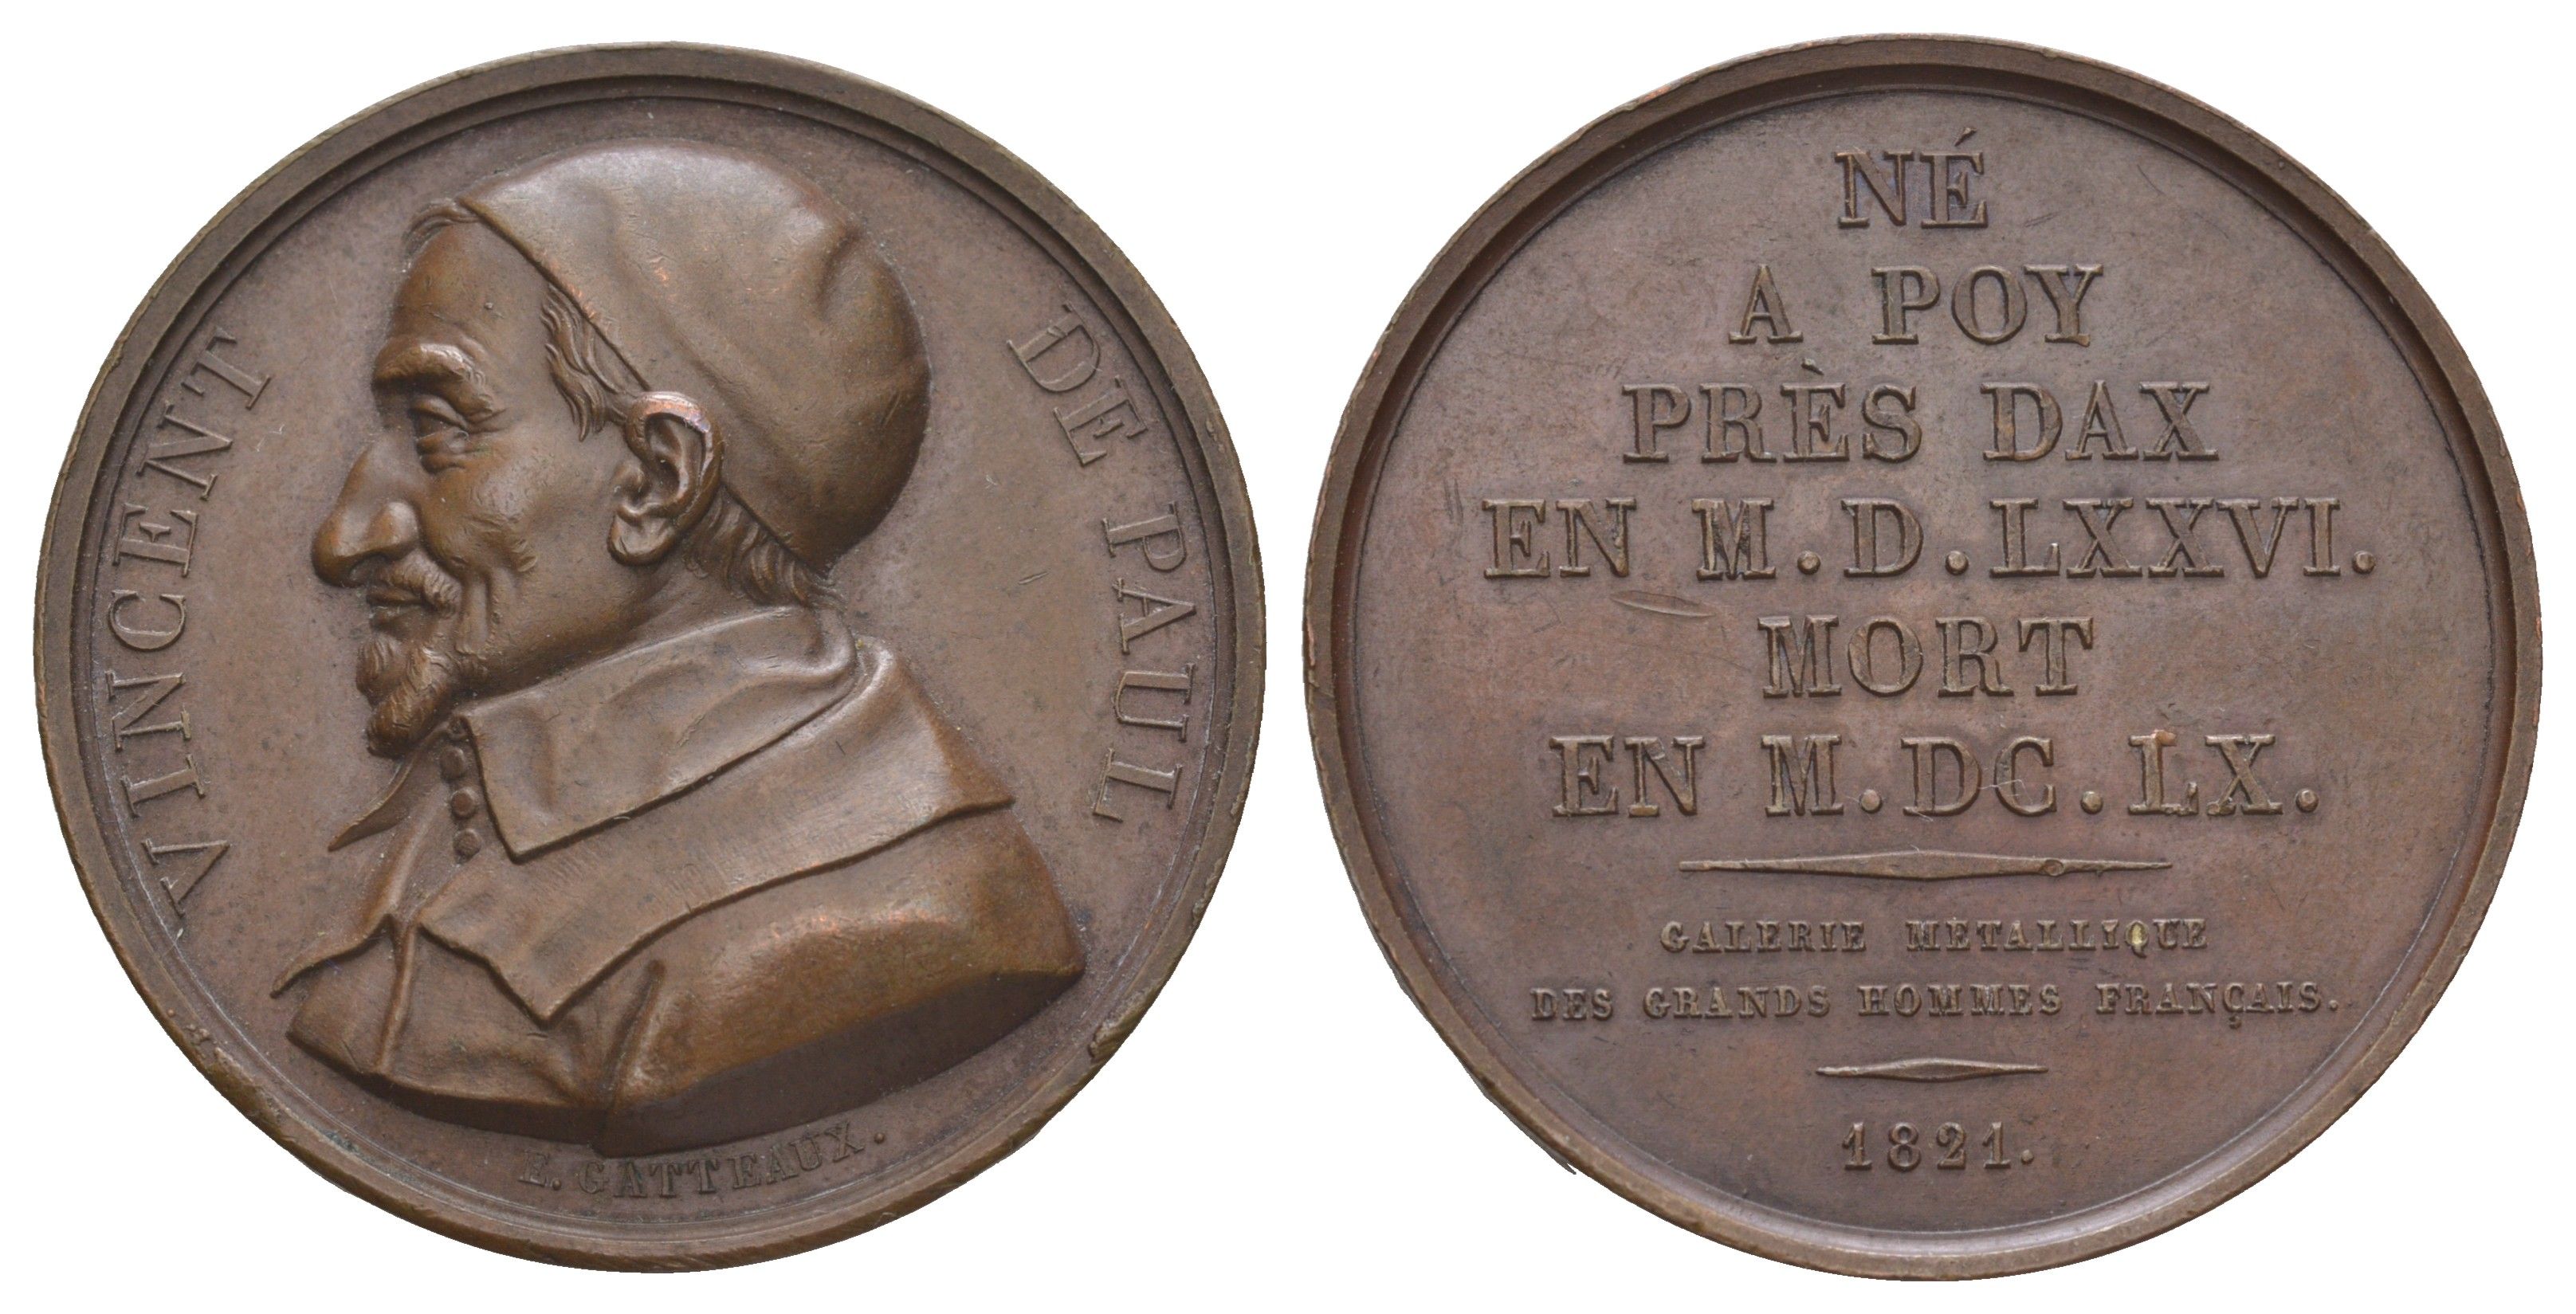 VINCENT DE PAUL
E. GATTEAUX.
NÉ
A POY
PRÈS DAX
EN M.D.LXXVI.
MORT
EN M.DC.LX.
GALERIE MÉTALLIQUE
DES GRANDS HOMMES FRANÇAIS.
1821.